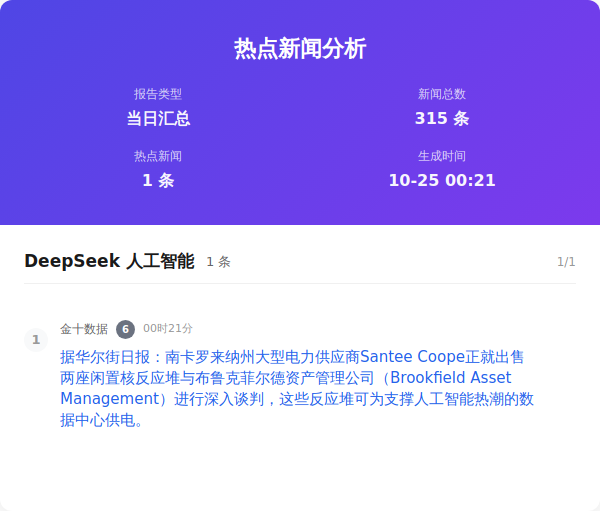 热点新闻分析
报告类型
新闻总数
当日汇总
315 条
热点新闻
生成时间
1 条
10-25 00:21
DeepSeek 人工智能 1 条 1/1
1 金十数据 6 00时21分
据华尔街日报：南卡罗来纳州大型电力供应商Santee Coope正就出售
两座闲置核反应堆与布鲁克菲尔德资产管理公司（Brookfield Asset
Management）进行深入谈判，这些反应堆可为支撑人工智能热潮的数
据中心供电。